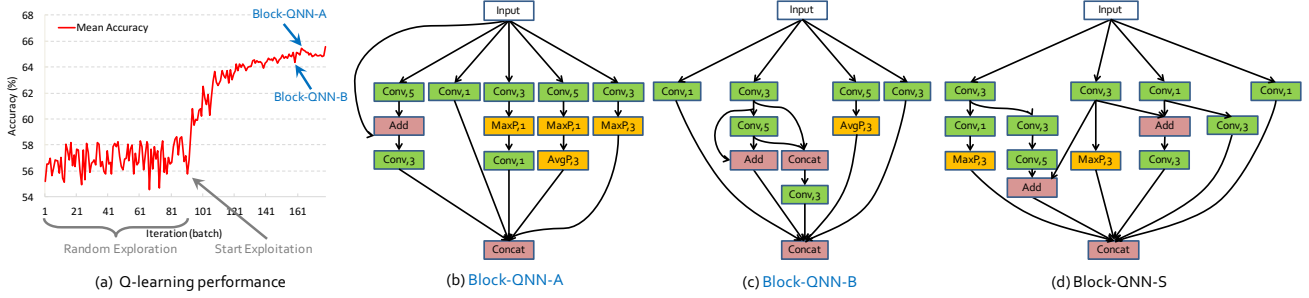 68
66
64
62
60
58
56
54
Accuracy (%)
Mean Accuracy
Block-QNN-A
Block-QNN-B
1 21 41 61 81 101 121 141 161
Iteration (batch)
Random Exploration
Start Exploitation
(a) Q-learning performance
Input
Conv,5 Conv,1 Conv,3 Conv,5 Conv,3
Add MaxP,1 MaxP,1 MaxP,3
Conv,3 Conv,1 AvgP,3
Concat
(b) Block-QNN-A
Input
Conv,1 Conv,3 Conv,5 Conv,3
Conv,5 AvgP,3
Add Concat
Conv,3
Concat
(c) Block-QNN-B
Input
Conv,3 Conv,3 Conv,1 Conv,1
Conv,1 Conv,3 Add Conv,3
MaxP,3 Conv,5 MaxP,3 Conv,3
Add
Concat
(d) Block-QNN-S